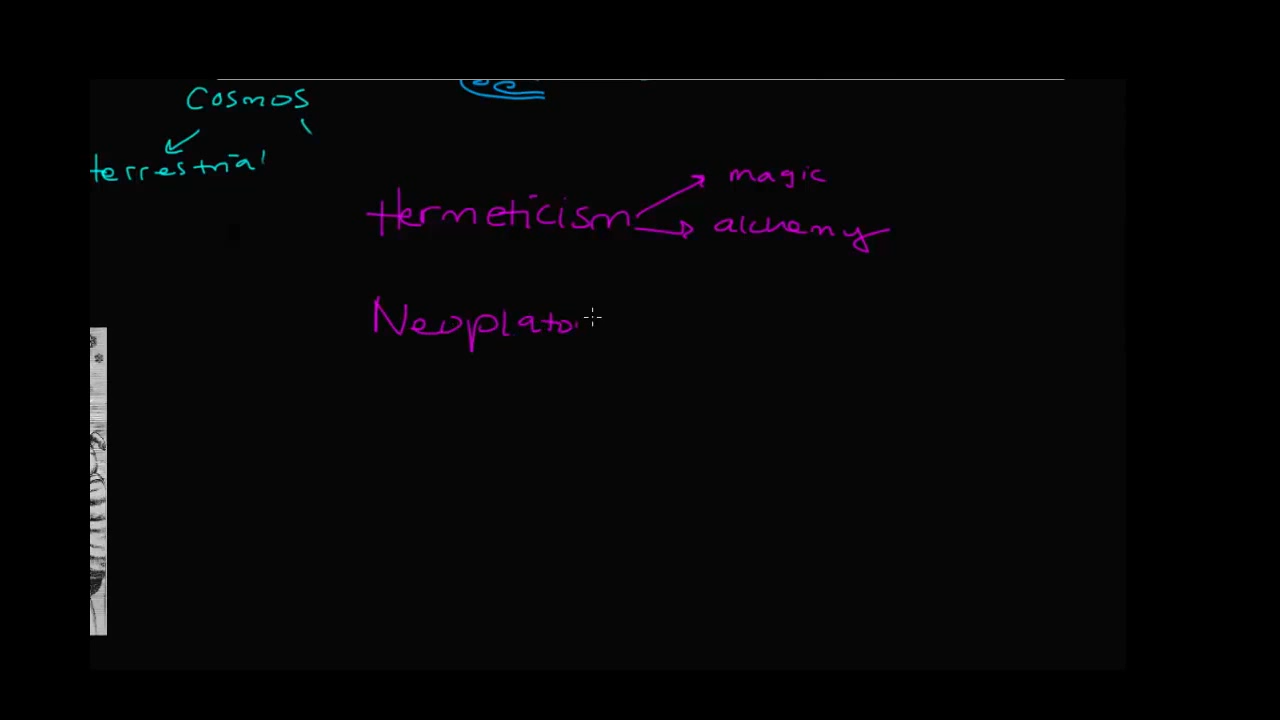 Cosmos
terrestrial
magic
Hermeticism
alchemy
Neoplato